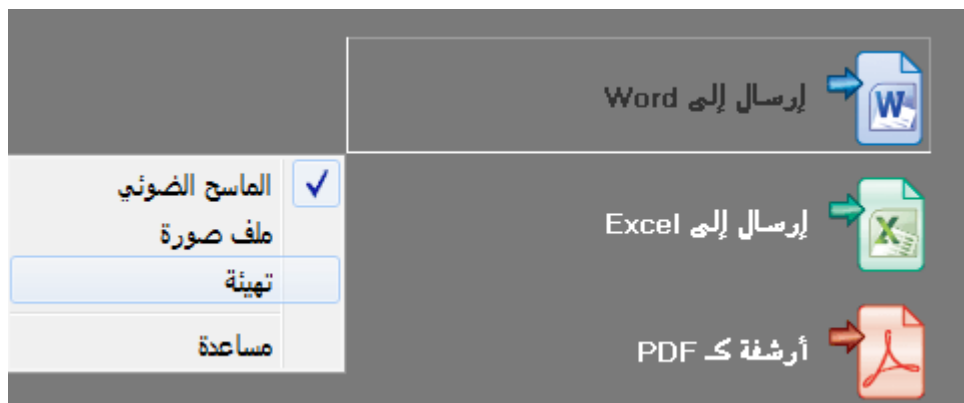 إرسال إلى Word
إرسال إلى Excel
أرشفة كـ PDF
الماسح الضوئي
ملف صورة
تهيئة
مساعدة